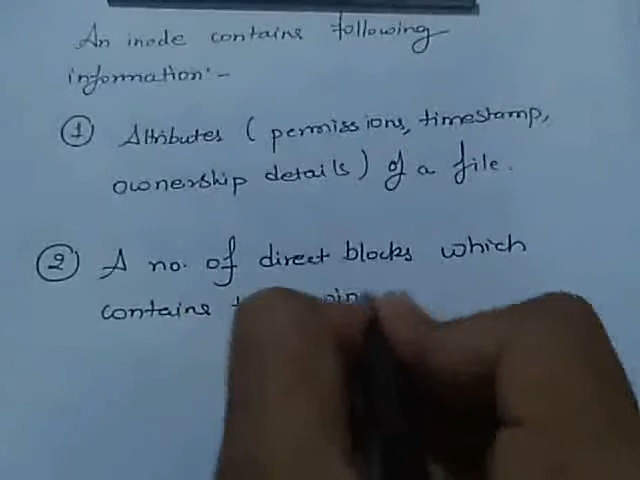 An inode contains following
information:-
① Attributes (permissions, timestamp,
ownership details) of a file.
② A no. of direct blocks which
contains